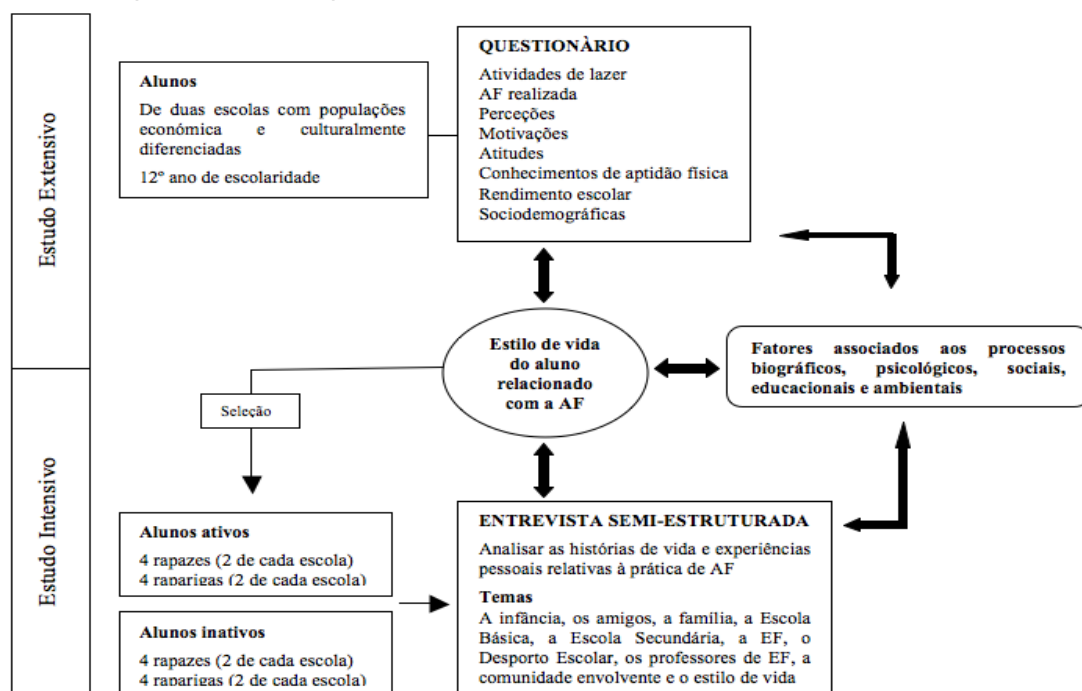 Estudo Extensivo
Alunos
De duas escolas com populações
económica e culturalmente
diferenciadas
12º ano de escolaridade
QUESTIONÀRIO
Atividades de lazer
AF realizada
Perceções
Motivações
Atitudes
Conhecimentos de aptidão física
Rendimento escolar
Sociodemográficas
Estilo de vida
do aluno
relacionado
com a AF
Fatores associados aos processos
biográficos, psicológicos, sociais,
educacionais e ambientais
Seleção
Estudo Intensivo
Alunos ativos
4 rapazes (2 de cada escola)
4 raparigas (2 de cada escola)
Alunos inativos
4 rapazes (2 de cada escola)
4 raparigas (2 de cada escola)
ENTREVISTA SEMI-ESTRUTURADA
Analisar as histórias de vida e experiências
pessoais relativas à prática de AF
Temas
A infância, os amigos, a família, a Escola
Básica, a Escola Secundária, a EF, o
Desporto Escolar, os professores de EF, a
comunidade envolvente e o estilo de vida